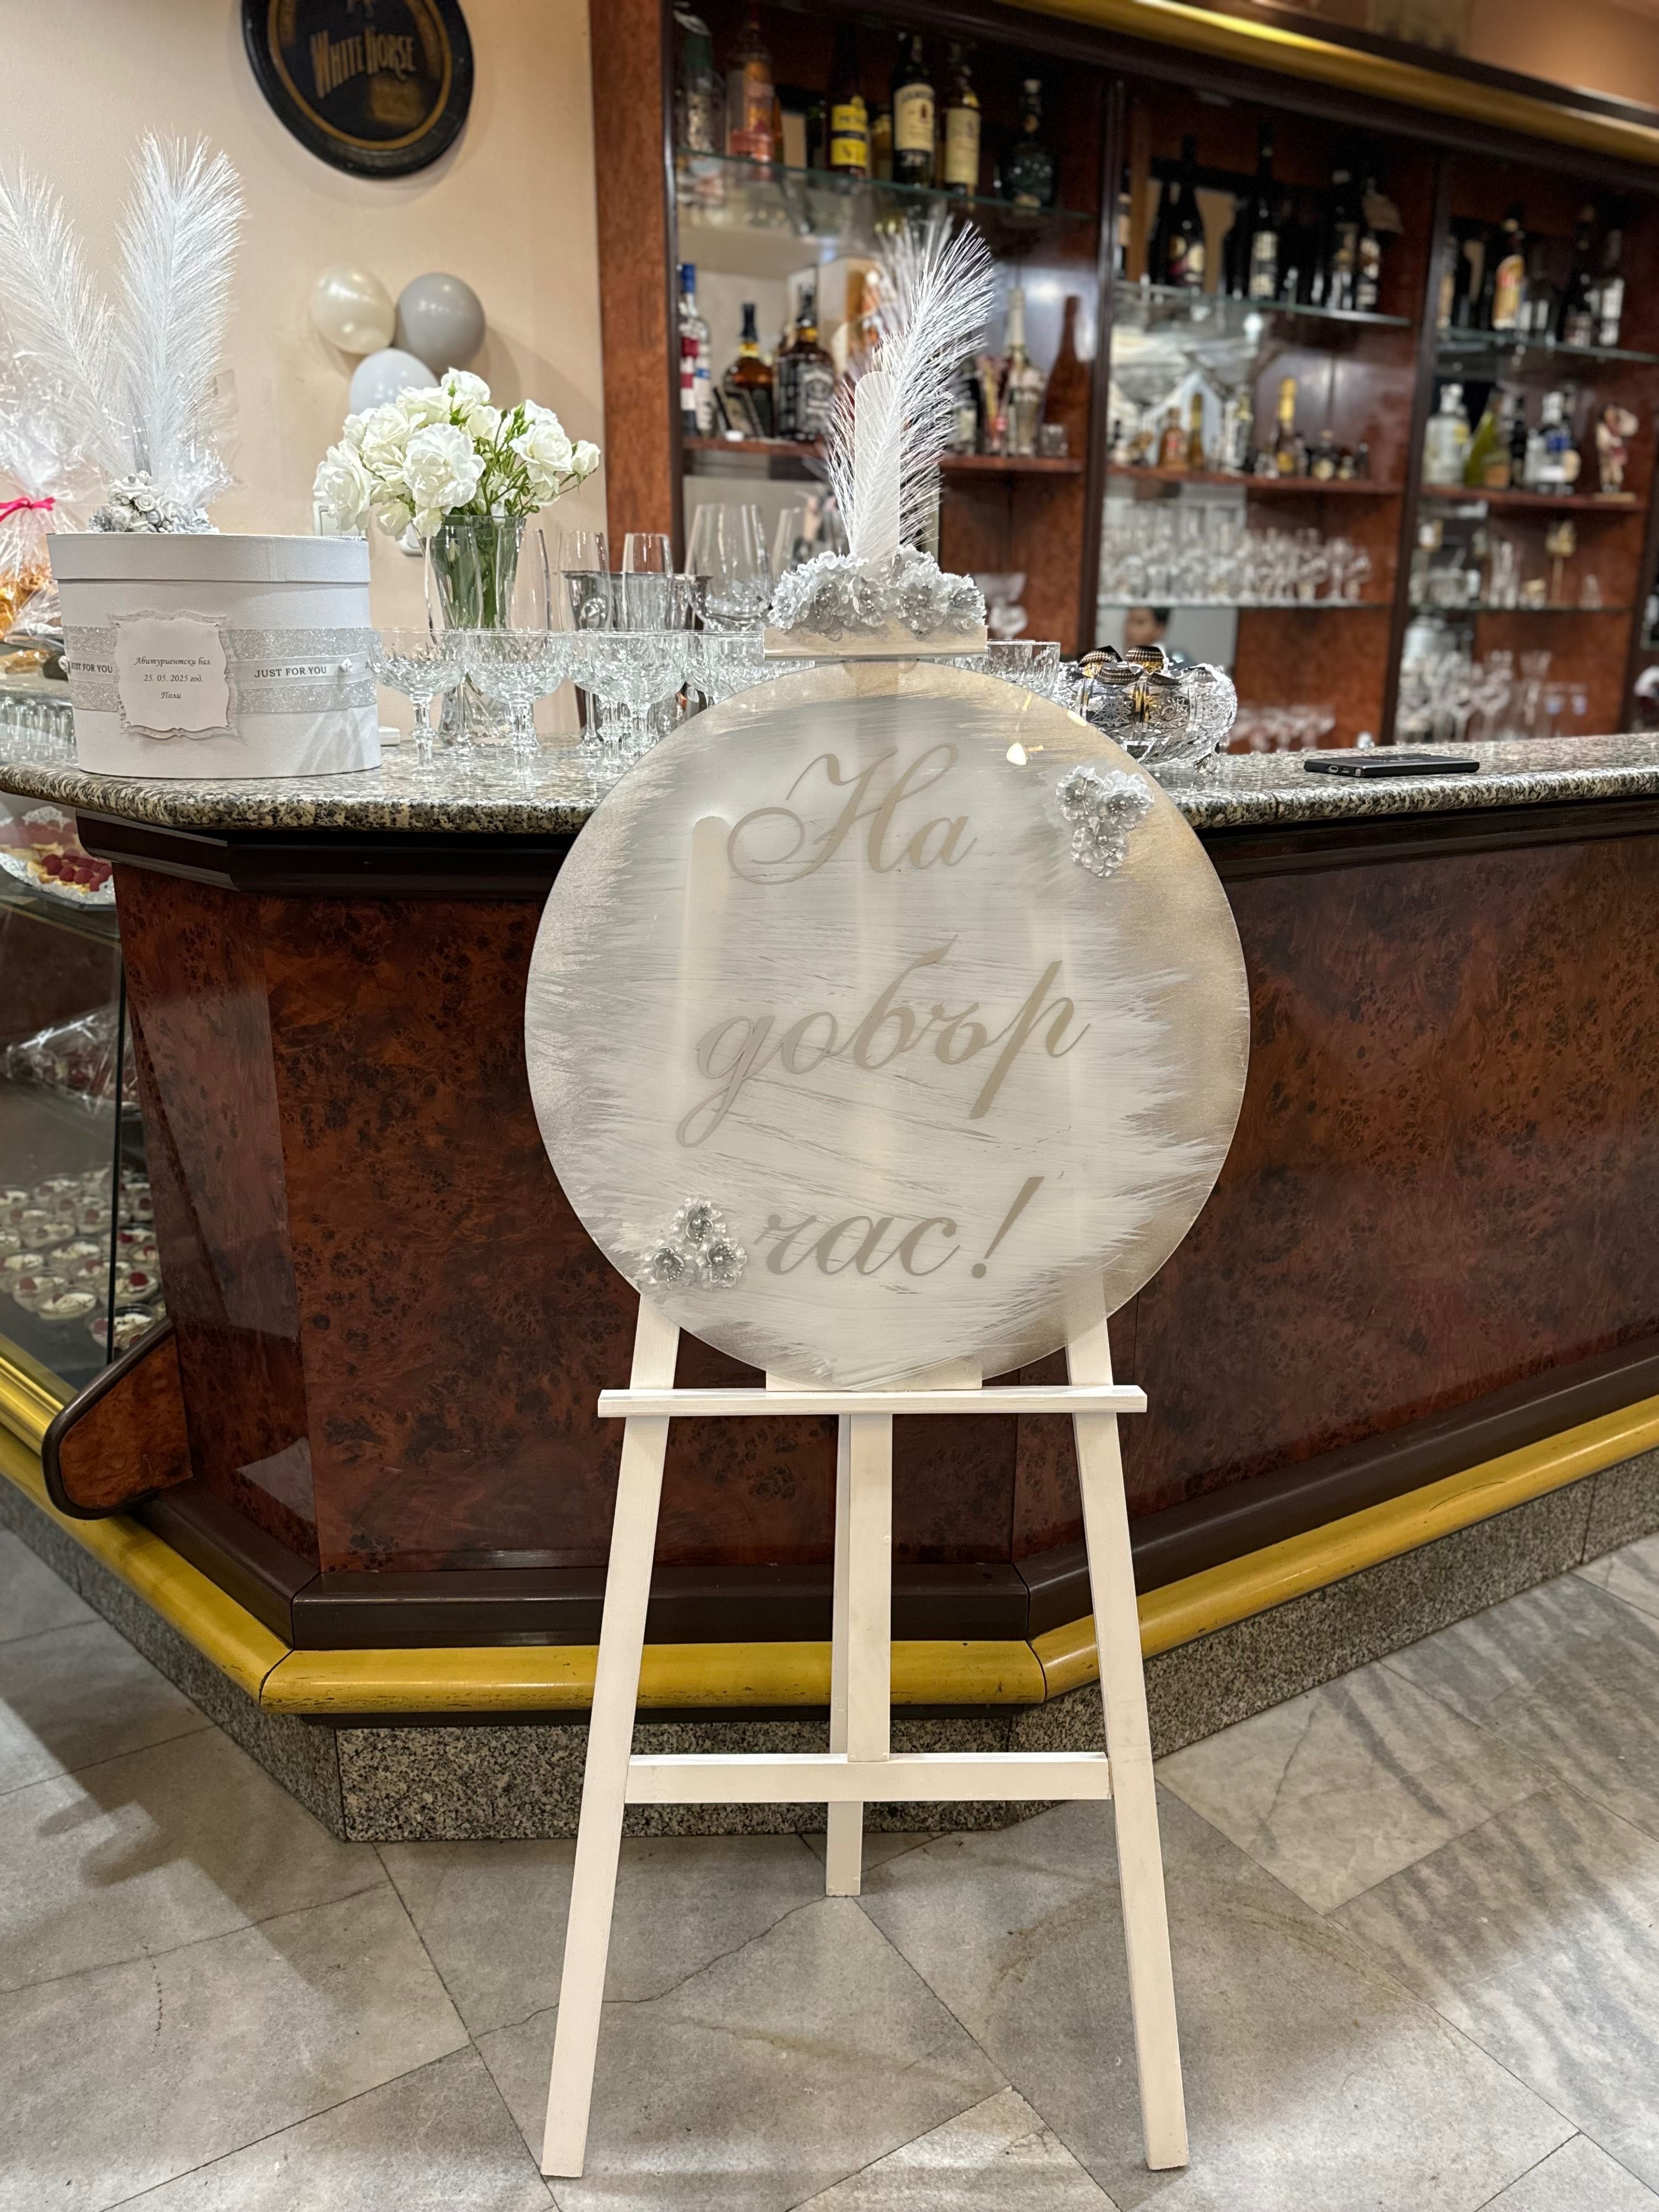 WHITE HORSE
JUST FOR YOU
Абитуриентски бал
25. 05. 2025 год.
Поли
JUST FOR YOU
На
добър
час!